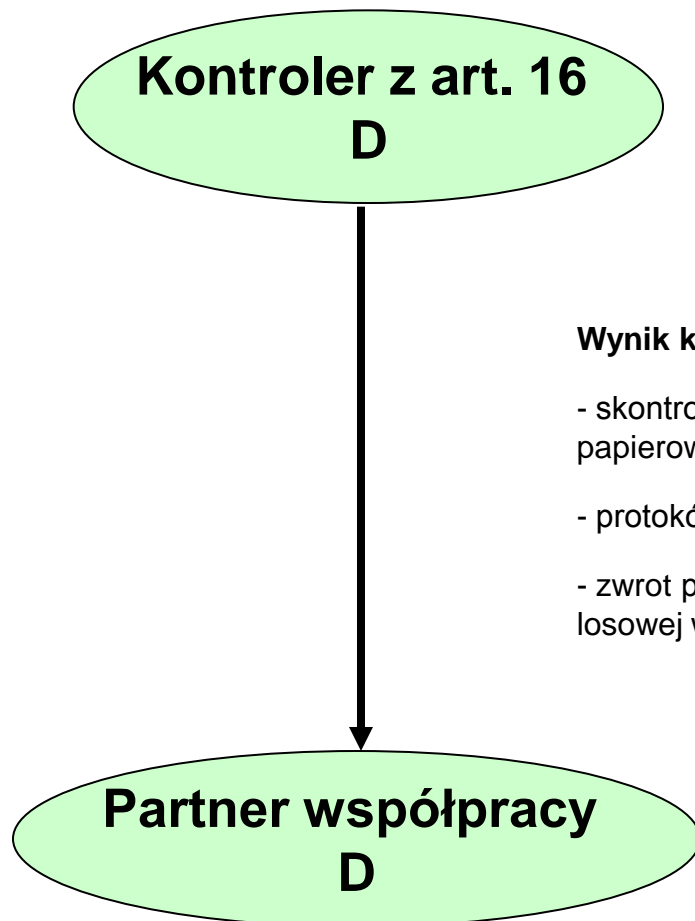 Kontroler z art. 16
D
Wynik
- 
- 
- zwrot
losowej
Partner współpracy
D